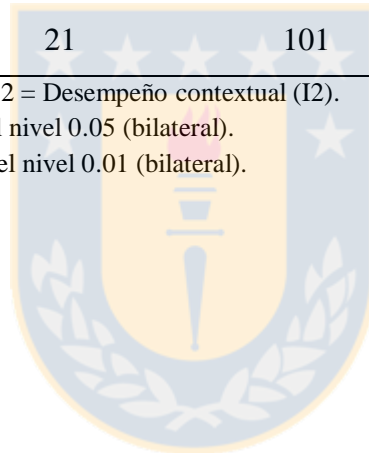 21 101
2 = Desempeño contextual (I2).
l nivel 0.05 (bilateral).
el nivel 0.01 (bilateral).